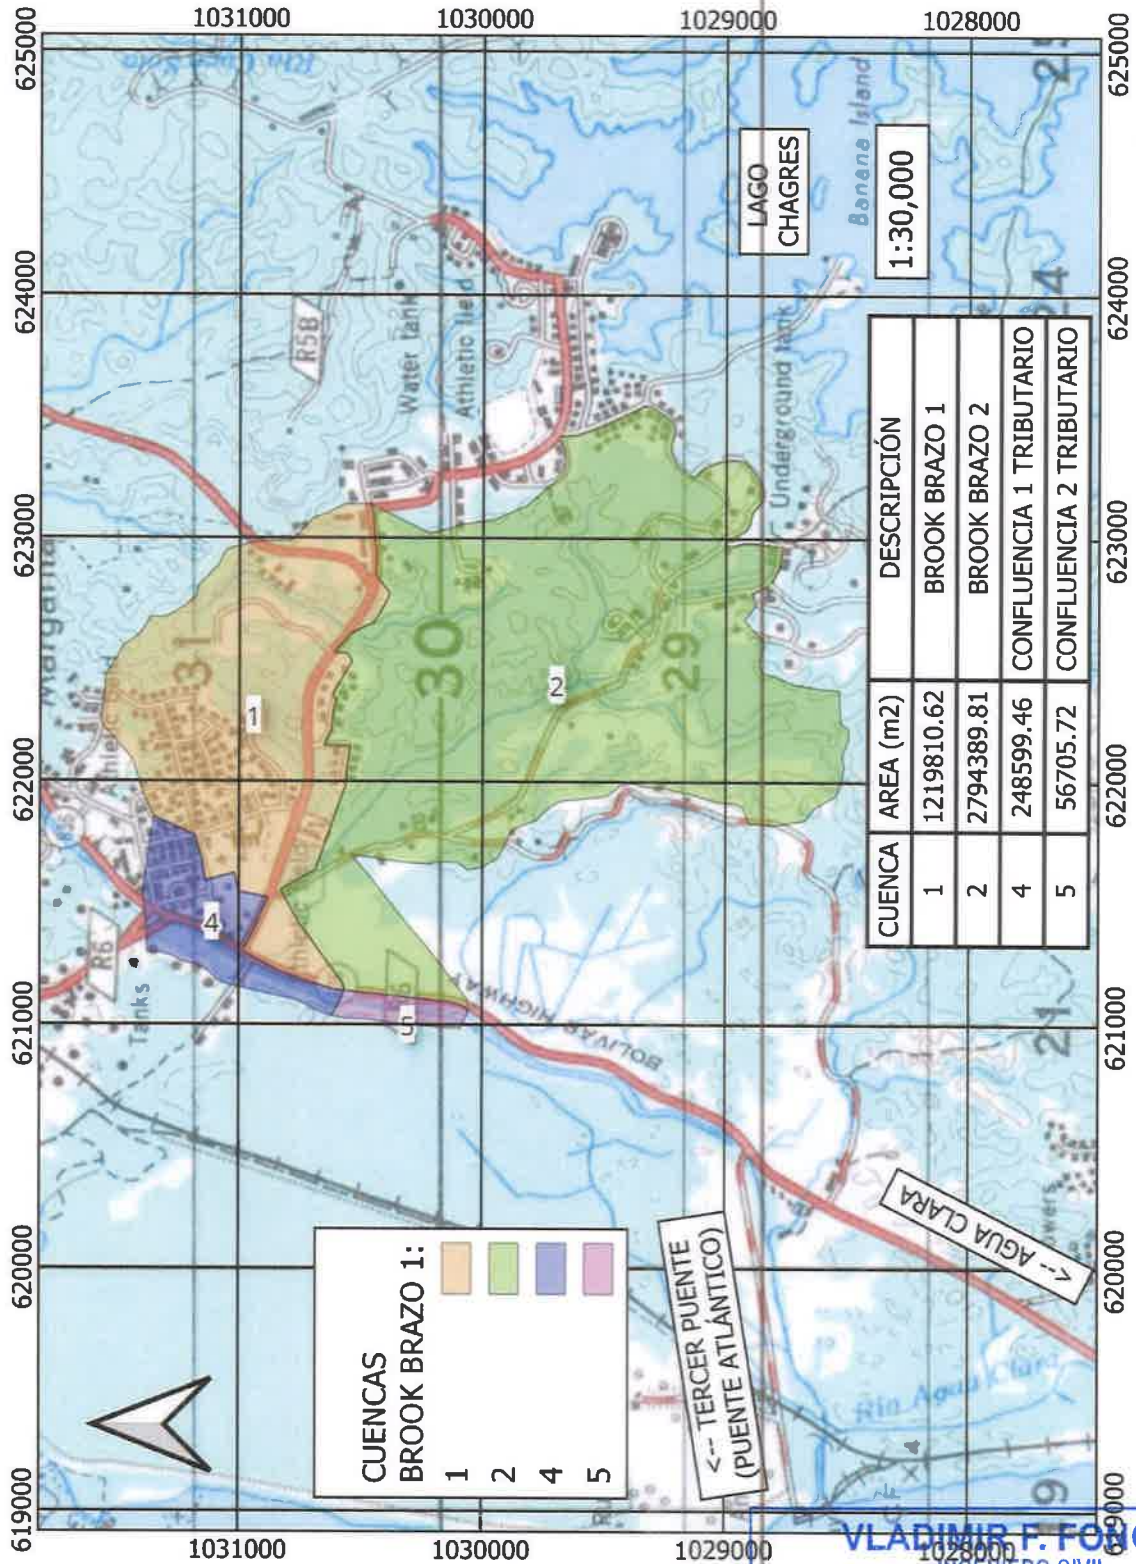 619000
620000
621000
622000
623000
624000
625000
1031000
1030000
1029000
1028000
CUENCAS
BROOK BRAZO 1:
1
2
4
5
<-- TERCER PUENTE
(PUENTE ATLÁNTICO)
<-- AGUA CLARA
Río Agua Clara
BOLIVAR HIGHWAY
Tanks
R6
Athletic
31
30
29
1
2
4
5
R5B
Water tank
Athletic field
Underground tank
LAGO
CHAGRES
Banana Island
1:30,000
21
24
CUENCA AREA (m2) DESCRIPCIÓN
1 1219810.62 BROOK BRAZO 1
2 2794389.81 BROOK BRAZO 2
4 248599.46 CONFLUENCIA 1 TRIBUTARIO
5 56705.72 CONFLUENCIA 2 TRIBUTARIO
1031000
1030000
1029000
1028000
619000
620000
621000
622000
623000
624000
625000
VLADIMIR F.